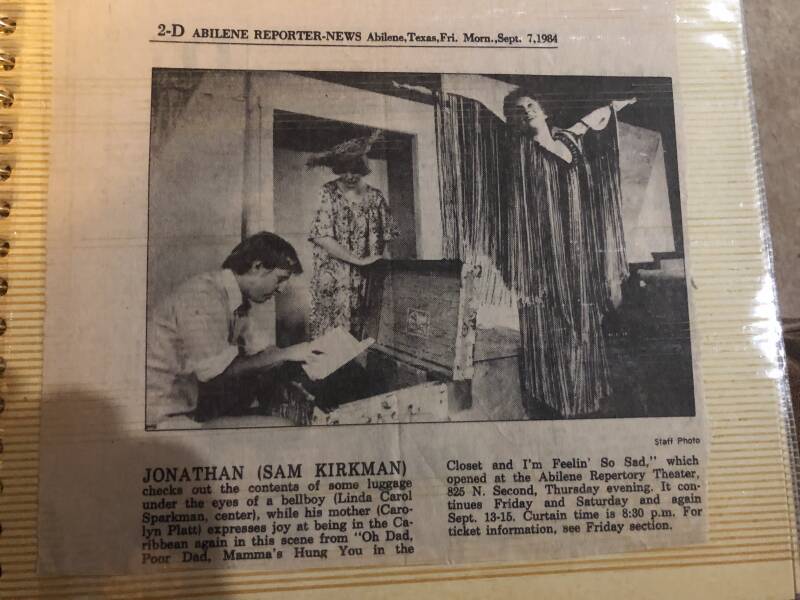 2-D ABILENE REPORTER-NEWS Abilene,Texas,Fri. Morn.,Sept. 7,1984
Staff Photo
JONATHAN (SAM KIRKMAN)
checks out the contents of some luggage
under the eyes of a bellboy (Linda Carol
Sparkman, center), while his mother (Caro-
lyn Platt) expresses joy at being in the Ca-
ribbean again in this scene from "Oh Dad,
Poor Dad, Mamma's Hung You in the
Closet and I'm Feelin' So Sad," which
opened at the Abilene Repertory Theater,
825 N. Second, Thursday evening. It con-
tinues Friday and Saturday and again
Sept. 13-15. Curtain time is 8:30 p.m. For
ticket information, see Friday section.